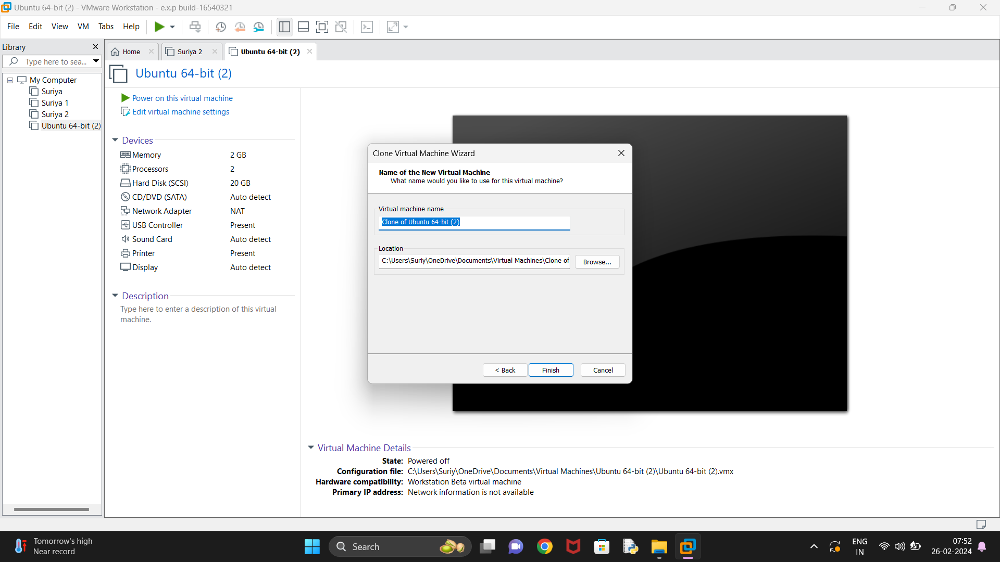 Ubuntu 64-bit (2) - VMware Workstation - e.x.p build-16540321
File Edit View VM Tabs Help
Library
Type here to sea...
My Computer
Suriya
Suriya 1
Suriya 2
Ubuntu 64-bit (2)
Home
Suriya 2
Ubuntu 64-bit (2)
Ubuntu 64-bit (2)
Power on this virtual machine
Edit virtual machine settings
Devices
Memory 2 GB
Processors 2
Hard Disk (SCSI) 20 GB
CD/DVD (SATA) Auto detect
Network Adapter NAT
USB Controller Present
Sound Card Auto detect
Printer Present
Display Auto detect
Description
Type here to enter a description of this virtual
machine.
Clone Virtual Machine Wizard
Name of the New Virtual Machine
What name would you like to use for this virtual machine?
Virtual machine name
Clone of Ubuntu 64-bit (2)
Location
C:\Users\Suriy\OneDrive\Documents\Virtual Machines\Clone of
Browse...
< Back
Finish
Cancel
Virtual Machine Details
State: Powered off
Configuration file: C:\Users\Suriy\OneDrive\Documents\Virtual Machines\Ubuntu 64-bit (2)\Ubuntu 64-bit (2).vmx
Hardware compatibility: Workstation Beta virtual machine
Primary IP address: Network information is not available
Tomorrow's high
Near record
Search
ENG
IN
07:52
26-02-2024